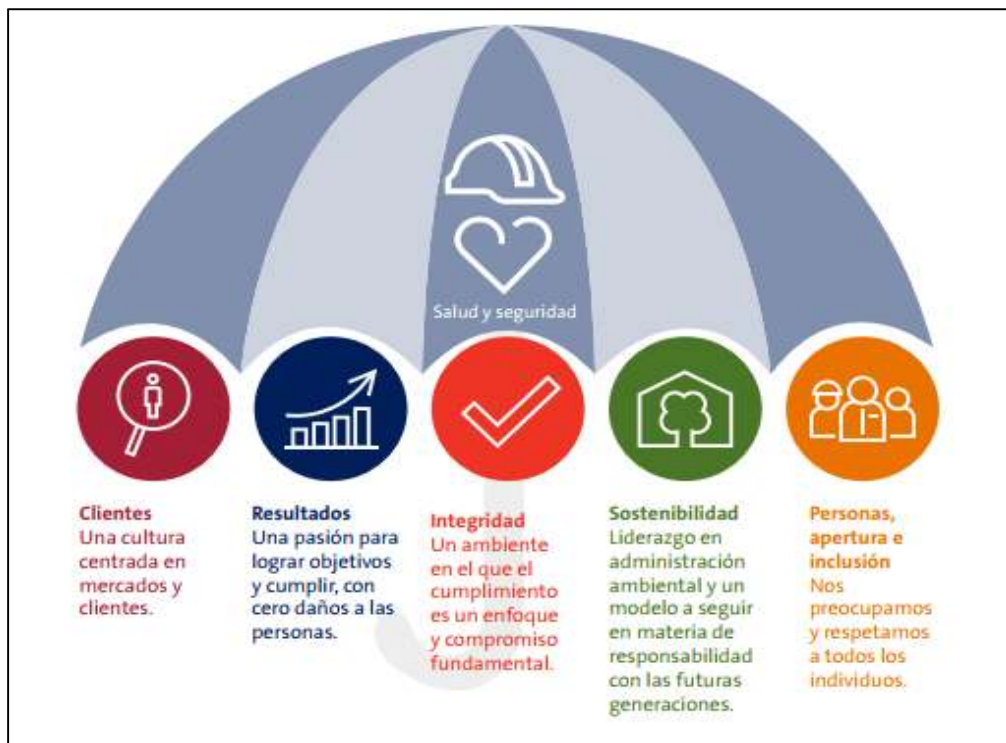 Salud y seguridad
Clientes
Una cultura
centrada en
mercados y
clientes.
Resultados
Una pasión para
lograr objetivos
y cumplir, con
cero daños a las
personas.
Integridad
Un ambiente
en el que el
cumplimiento
es un enfoque
y compromiso
fundamental.
Sostenibilidad
Liderazgo en
administración
ambiental y un
modelo a seguir
en materia de
responsabilidad
con las futuras
generaciones.
Personas,
apertura e
inclusión
Nos
preocupamos
y respetamos
a todos los
individuos.